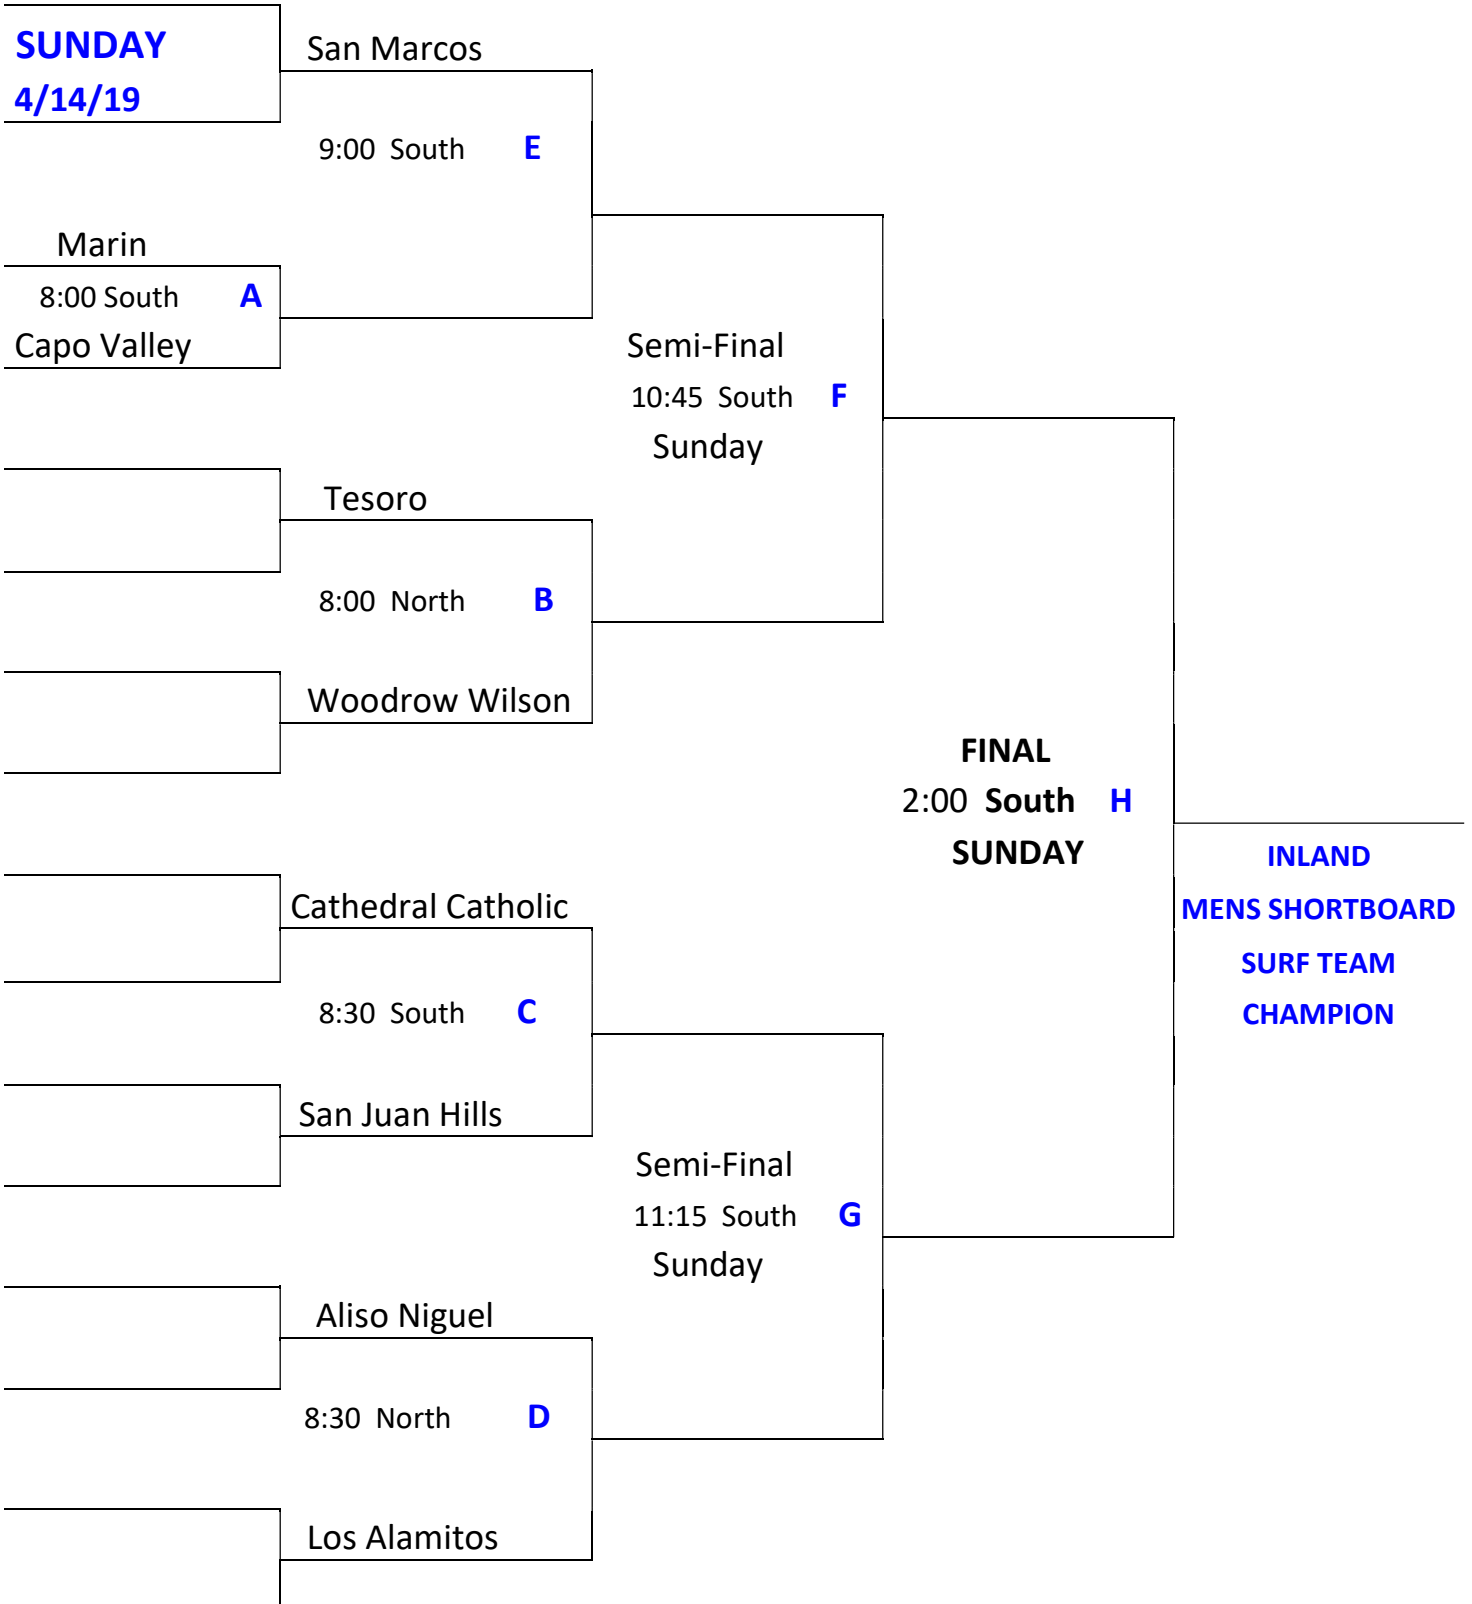 SUNDAY
4/14/19
San Marcos
9:00 South E
Marin
8:00 South A
Capo Valley
Semi-Final
10:45 South F
Sunday
Tesoro
8:00 North B
Woodrow Wilson
FINAL
2:00 South H
SUNDAY
INLAND
MENS SHORTBOARD
SURF TEAM
CHAMPION
Cathedral Catholic
8:30 South C
San Juan Hills
Semi-Final
11:15 South G
Sunday
Aliso Niguel
8:30 North D
Los Alamitos